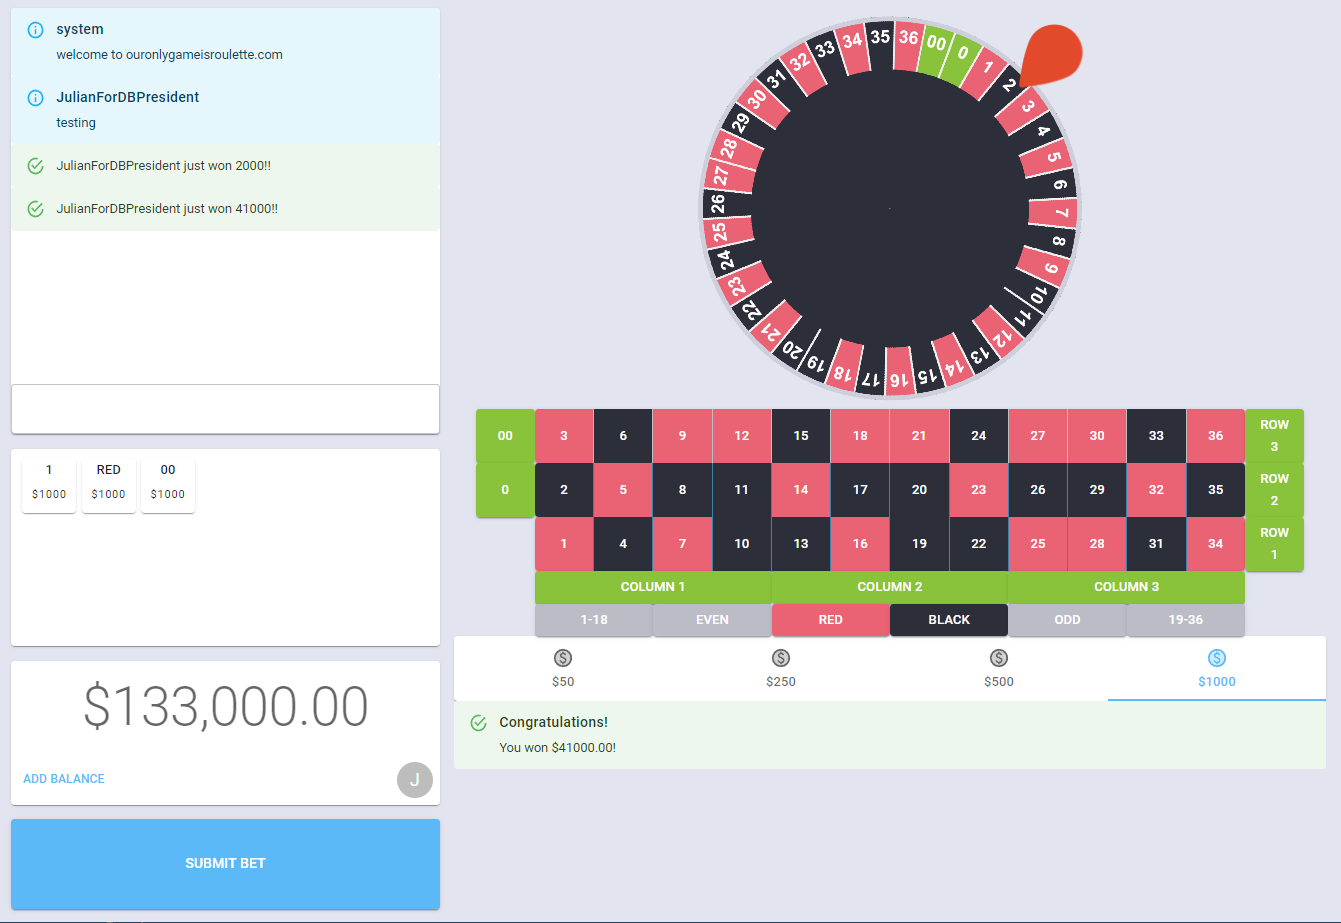 system
welcome to ouronlygameisroulette.com
JulianForDBPresident
testing
JulianForDBPresident just won 2000!!
JulianForDBPresident just won 41000!!
1 RED 00
$1000 $1000 $1000
$133,000.00
ADD BALANCE J
SUBMIT BET
00
0
1
2
3
4
5
6
7
8
9
10
11
12
13
14
15
16
17
18
19
20
21
22
23
24
25
26
27
28
29
30
31
32
33
34
35
36
00 3 6 9 12 15 18 21 24 27 30 33 36 ROW 3
0 2 5 8 11 14 17 20 23 26 29 32 35 ROW 2
1 4 7 10 13 16 19 22 25 28 31 34 ROW 1
COLUMN 1 COLUMN 2 COLUMN 3
1-18 EVEN RED BLACK ODD 19-36
$50 $250 $500 $1000
Congratulations!
You won $41000.00!